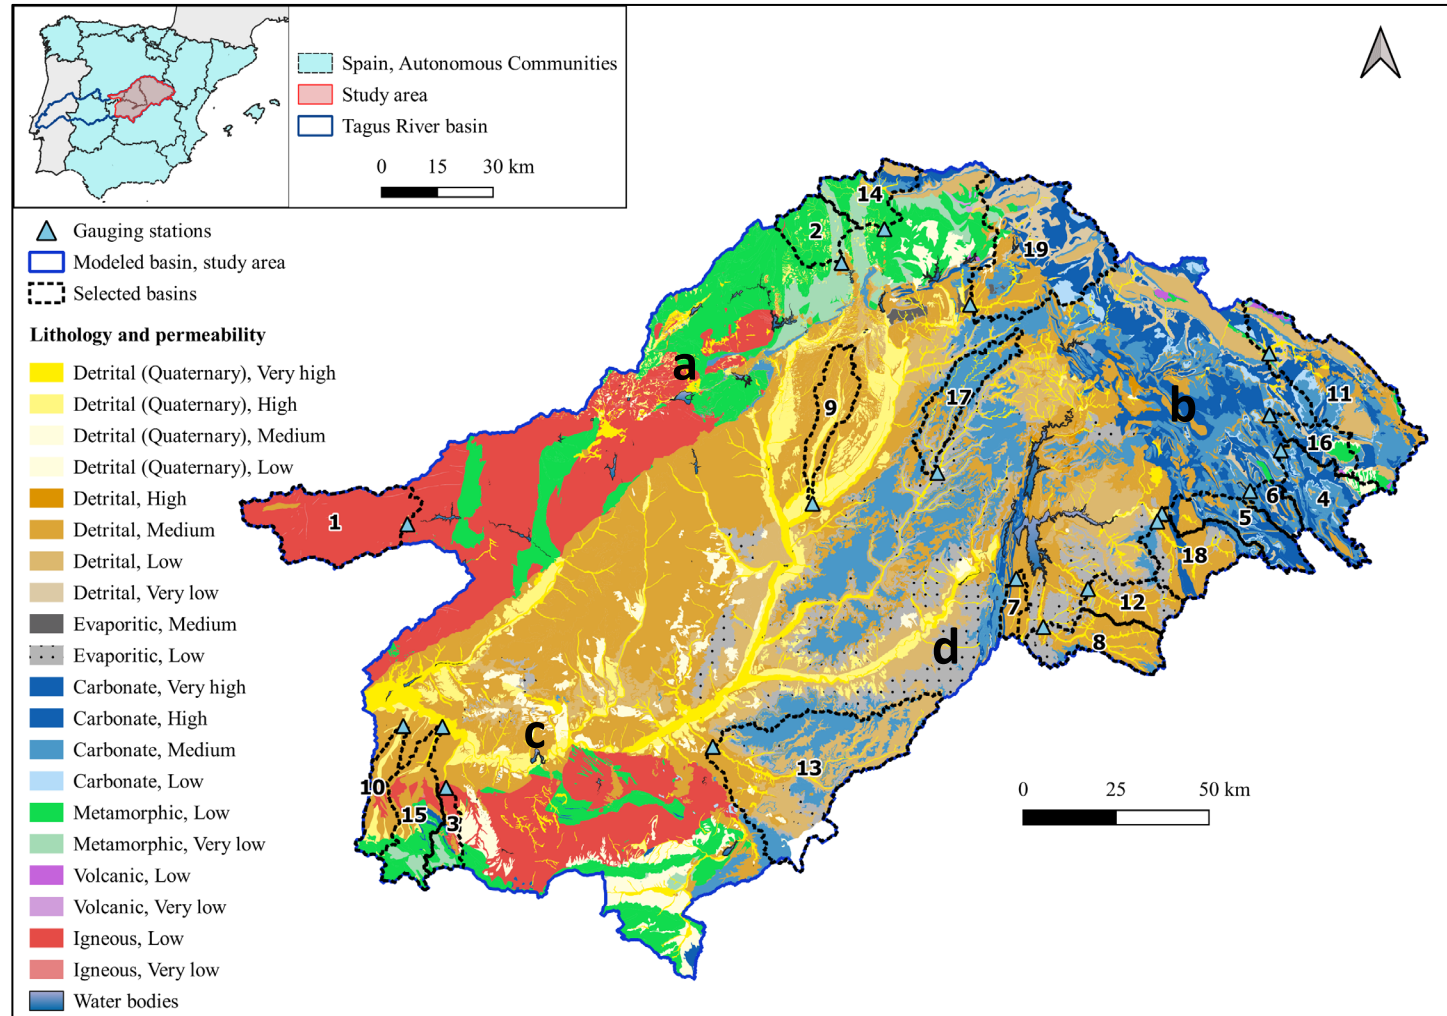 Spain, Autonomous Communities
Study area
Tagus River basin
0 15 30 km
Gauging stations
Modeled basin, study area
Selected basins
Lithology and permeability
Detrital (Quaternary), Very high
Detrital (Quaternary), High
Detrital (Quaternary), Medium
Detrital (Quaternary), Low
Detrital, High
Detrital, Medium
Detrital, Low
Detrital, Very low
Evaporitic, Medium
Evaporitic, Low
Carbonate, Very high
Carbonate, High
Carbonate, Medium
Carbonate, Low
Metamorphic, Low
Metamorphic, Very low
Volcanic, Low
Volcanic, Very low
Igneous, Low
Igneous, Very low
Water bodies
14
2
19
a
9
17
b
11
16
1
6
4
5
18
7
12
8
d
c
13
10
15
3
0 25 50 km